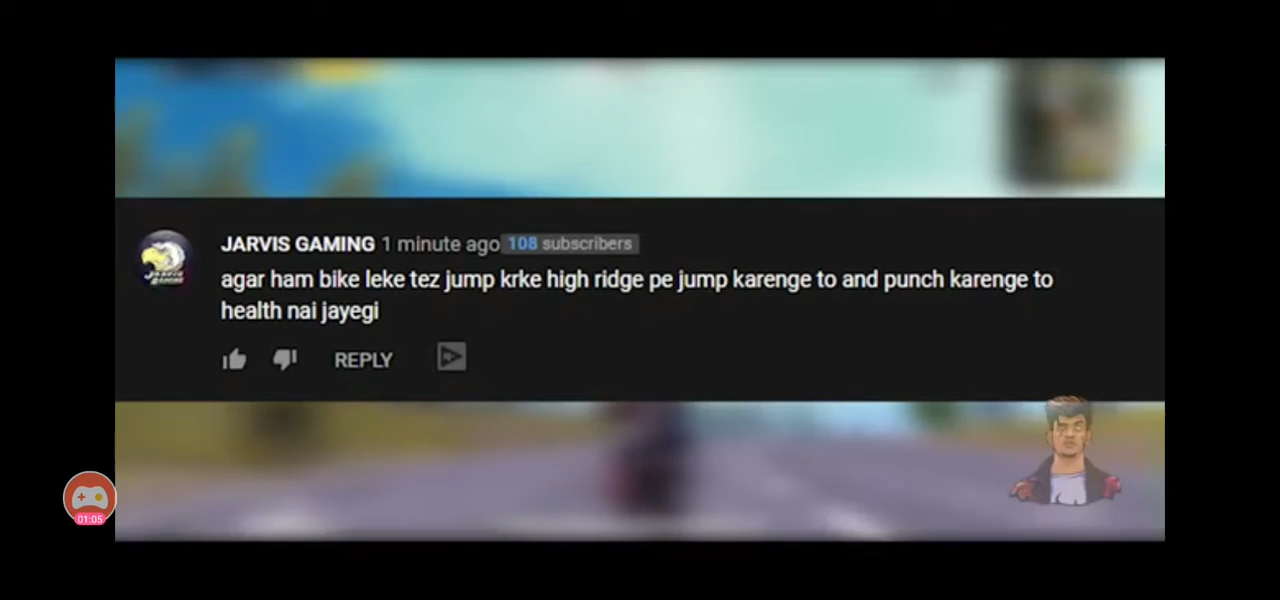 JARVIS GAMING 1 minute ago 108 subscribers
agar ham bike leke tez jump krke high ridge pe jump karenge to and punch karenge to
health nai jayegi
REPLY
JARVIS
01:05